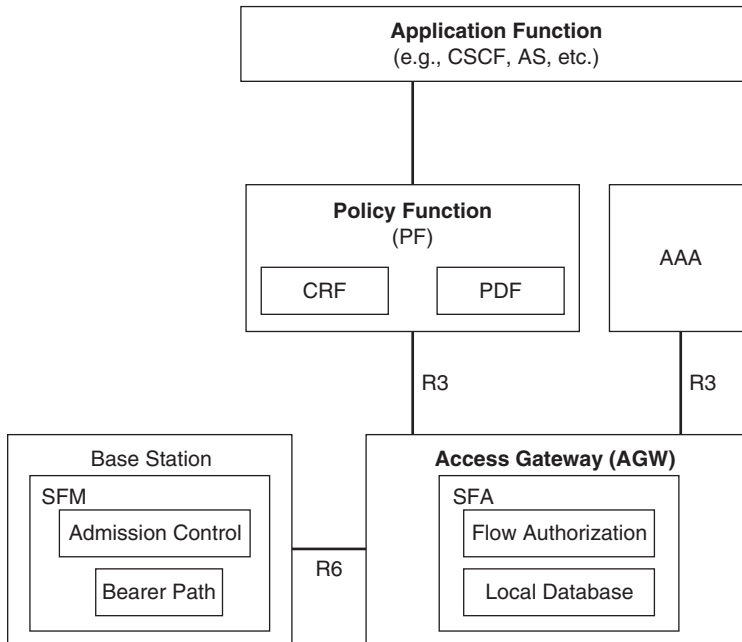 Application Function
(e.g., CSCF, AS, etc.)
Policy Function
(PF)
CRF
PDF
AAA
R3
R3
Base Station
SFM
Admission Control
Bearer Path
R6
Access Gateway (AGW)
SFA
Flow Authorization
Local Database